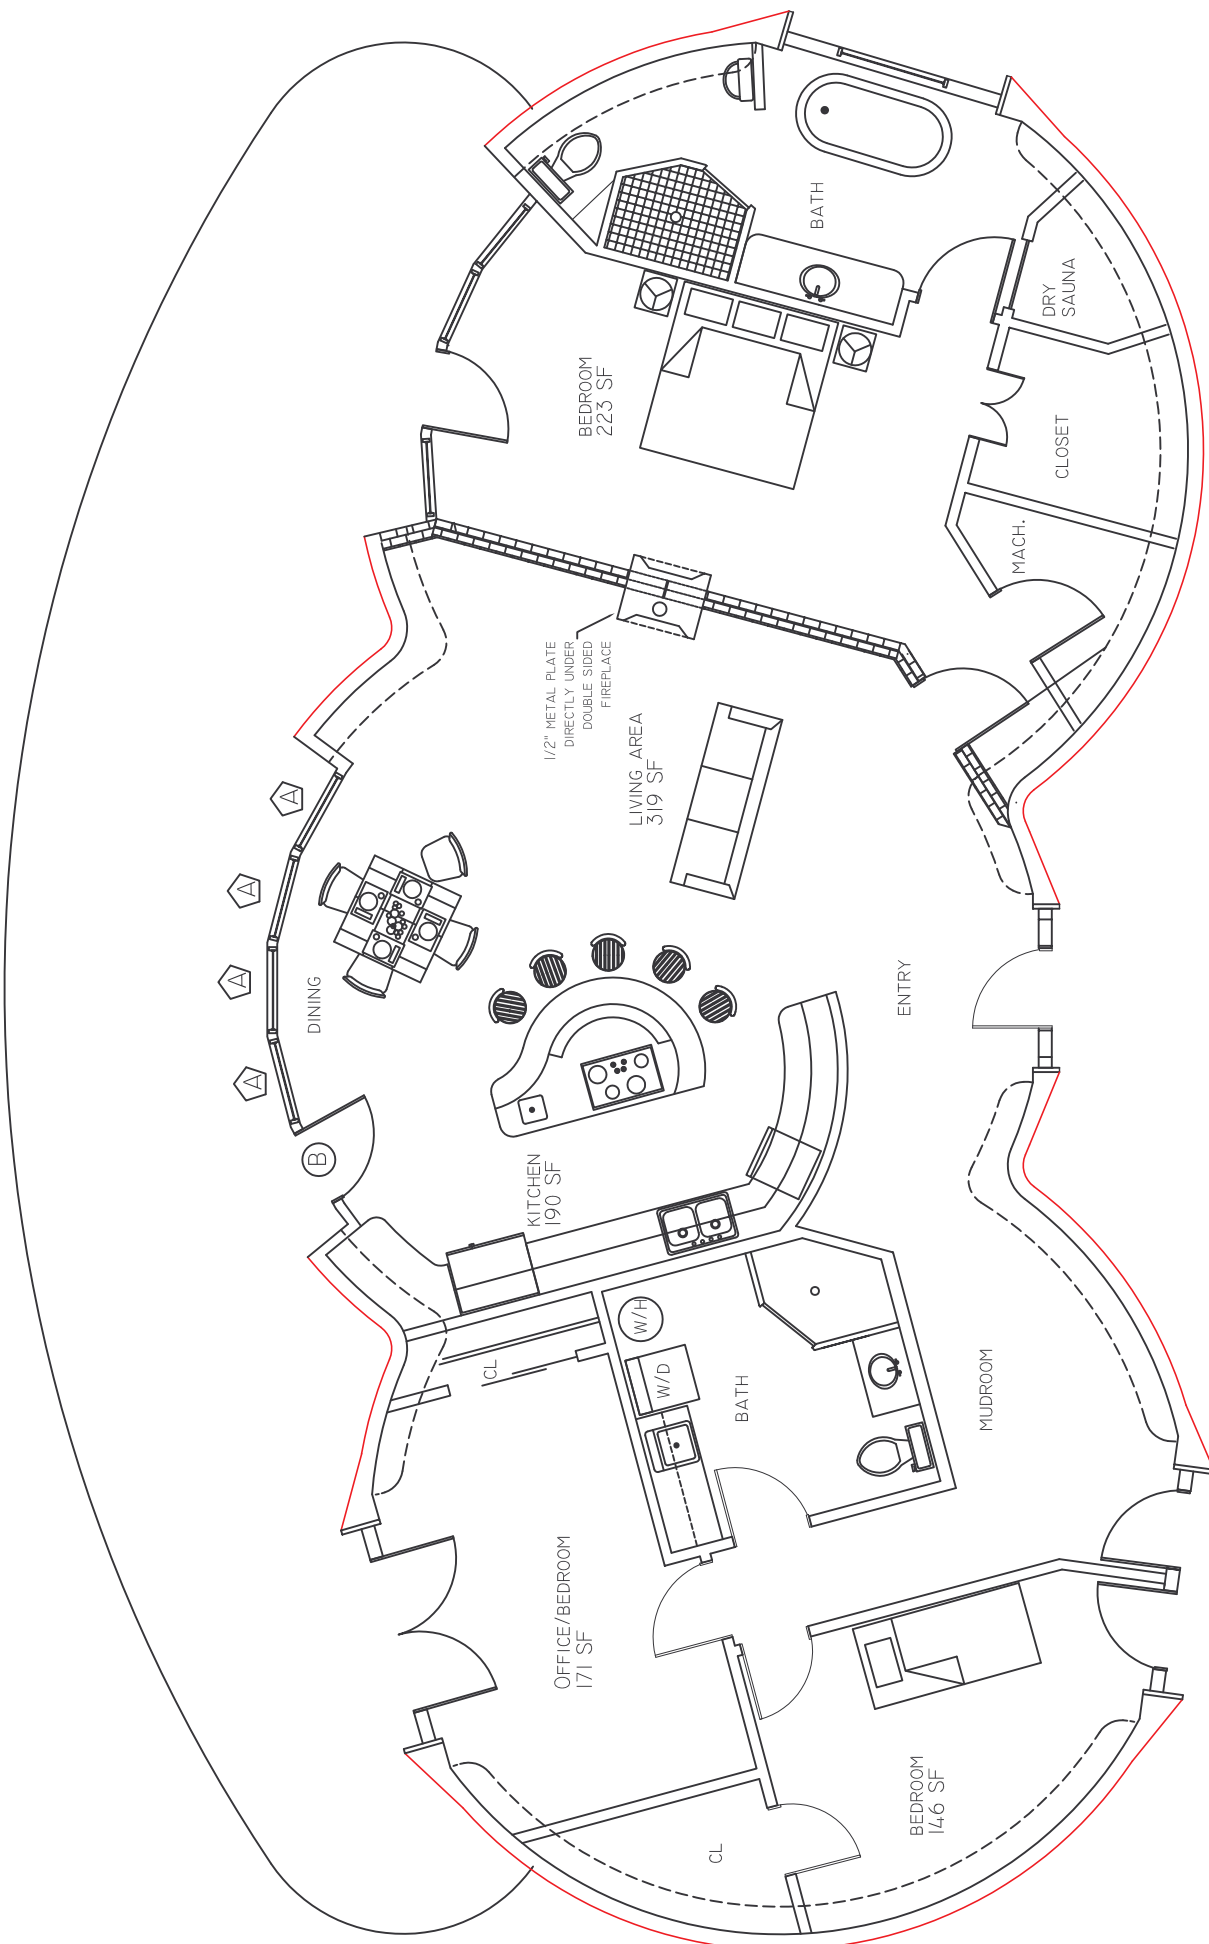 BATH
DRY
SAUNA
BEDROOM
223 SF
CLOSET
MACH.
1/2" METAL PLATE
DIRECTLY UNDER
DOUBLE SIDED
FIREPLACE
LIVING AREA
319 SF
A
A
A
A
B
DINING
ENTRY
KITCHEN
190 SF
W/H
CL
W/D
BATH
MUDROOM
OFFICE/BEDROOM
171 SF
BEDROOM
146 SF
CL